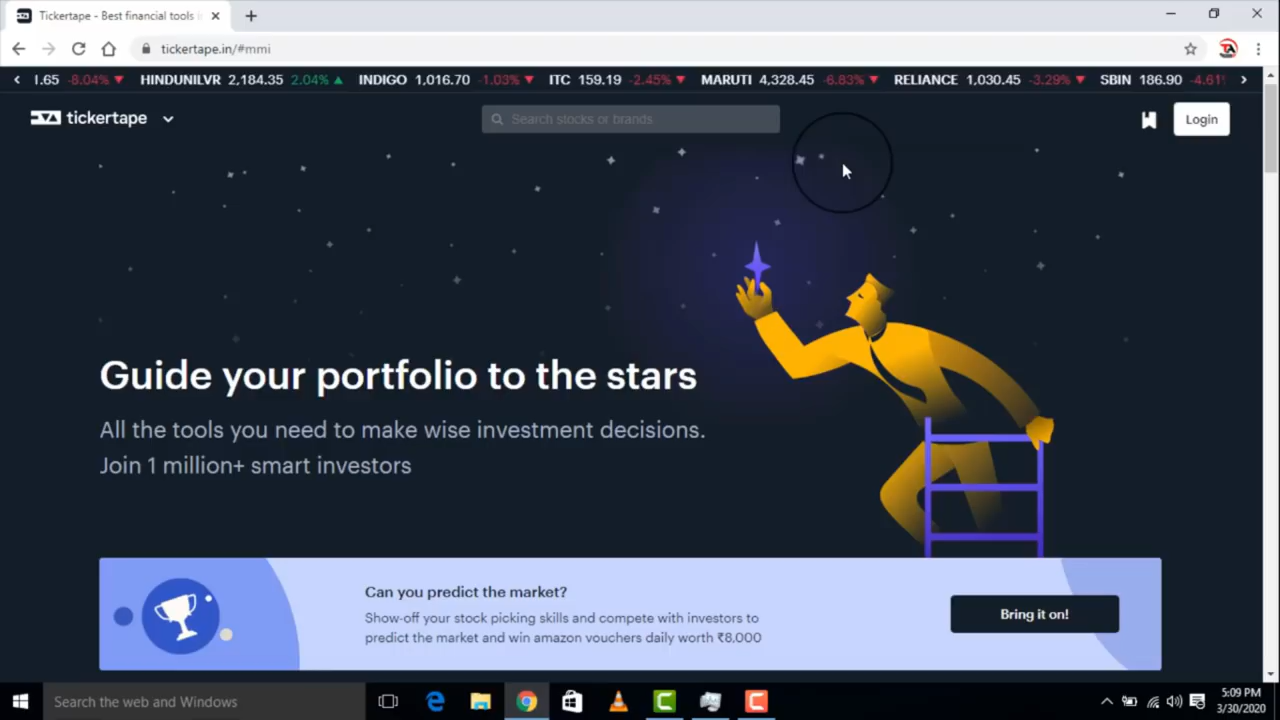 Tickertape - Best financial tools
tickertape.in/#mmi
1.65 -8.04% HINDUNILVR 2,184.35 2.04% INDIGO 1,016.70 -1.03% ITC 159.19 -2.45% MARUTI 4,328.45 -6.83% RELIANCE 1,030.45 -3.29% SBIN 186.90 -4.61
tickertape
Search stocks or brands
Login
Guide your portfolio to the stars
All the tools you need to make wise investment decisions.
Join 1 million+ smart investors
Can you predict the market?
Show-off your stock picking skills and compete with investors to
predict the market and win amazon vouchers daily worth ₹8,000
Bring it on!
Search the web and Windows
5:09 PM
3/30/2020